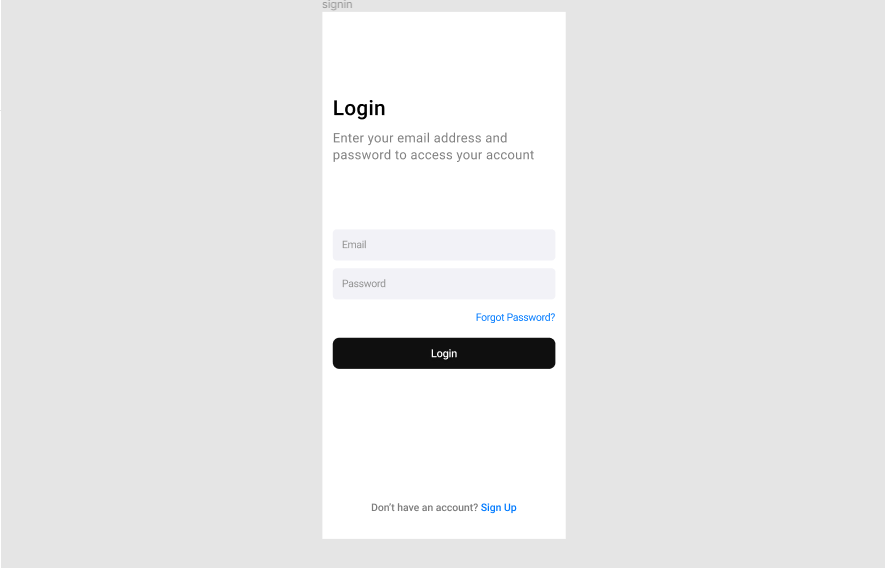 signin
Login
Enter your email address and
password to access your account
Email
Password
Forgot Password?
Login
Don't have an account? Sign Up